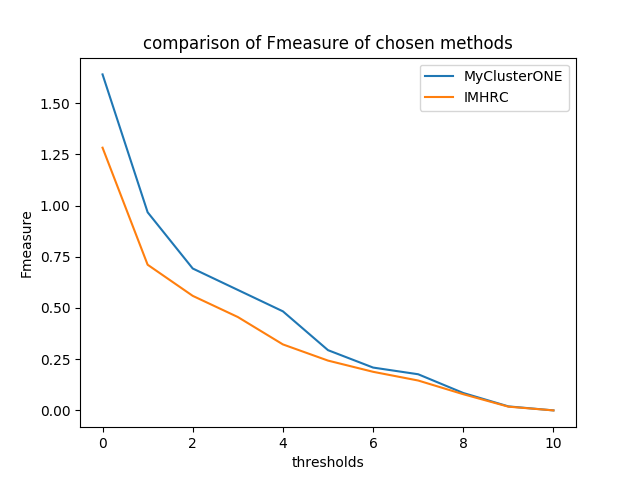 comparison of Fmeasure of chosen methods
MyClusterONE
IMHRC
1.50
1.25
1.00
0.75
0.50
0.25
0.00
Fmeasure
0 2 4 6 8 10
thresholds